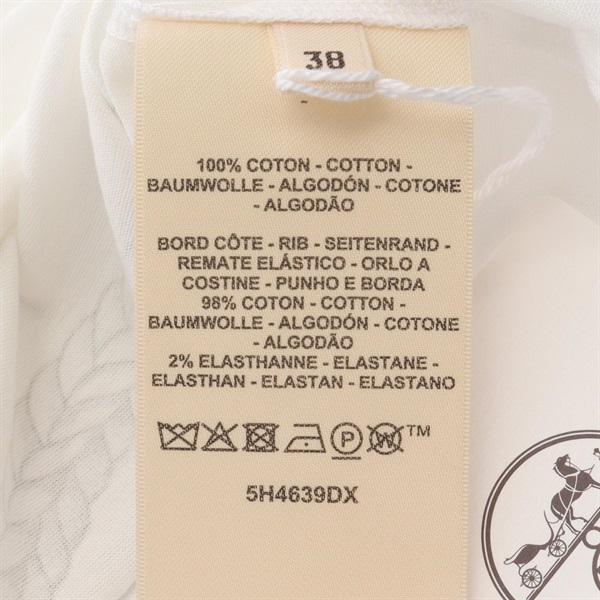 38
100% COTON - COTTON -
BAUMWOLLE - ALGODÓN - COTONE
- ALGODÃO
BORD CÔTE - RIB - SEITENRAND -
REMATE ELÁSTICO - ORLO A
COSTINE - PUNHO E BORDA
98% COTON - COTTON -
BAUMWOLLE - ALGODÓN - COTONE
- ALGODÃO
2% ELASTHANNE - ELASTANE -
ELASTHAN - ELASTAN - ELASTANO
P W™
5H4639DX